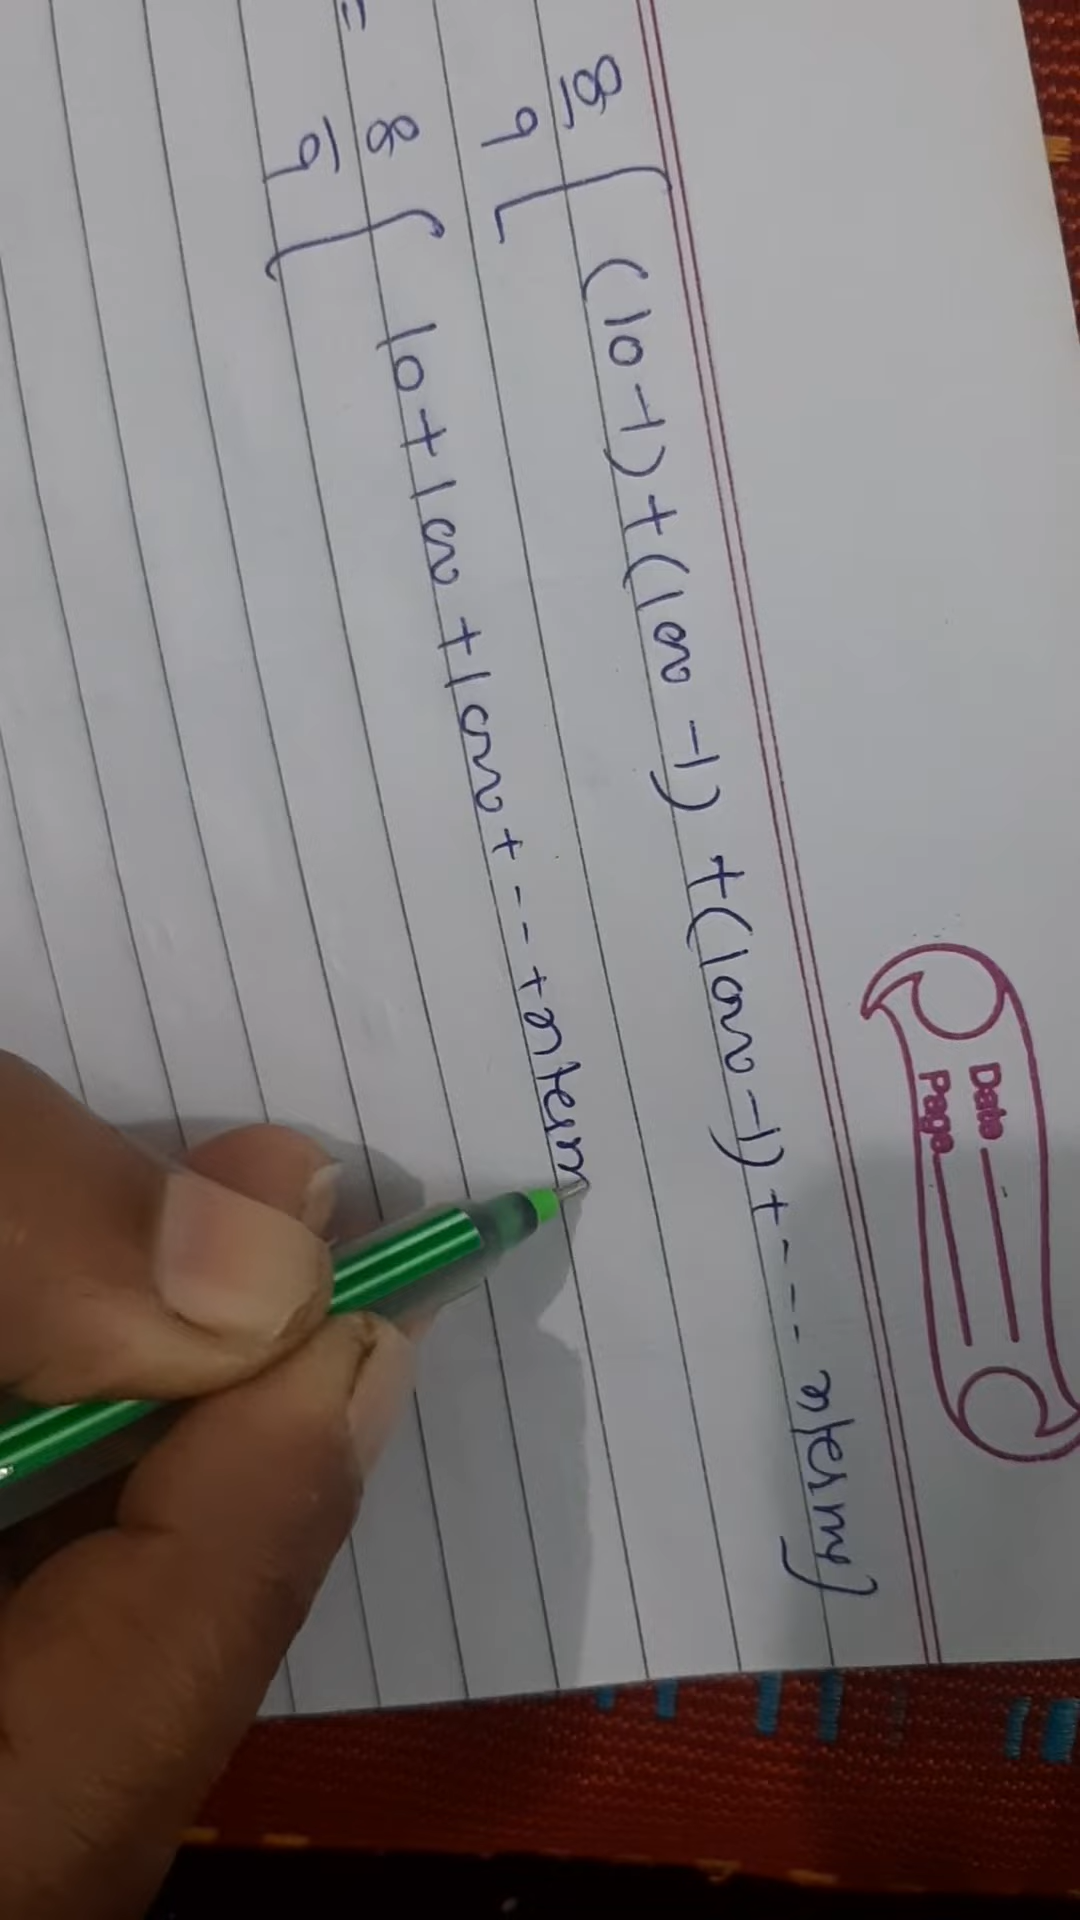 Date
Page
8/9 [(10-1)+(100-1)+(1000-1)+---- n terms]
= 8/9 [10+100+1000+---+n term